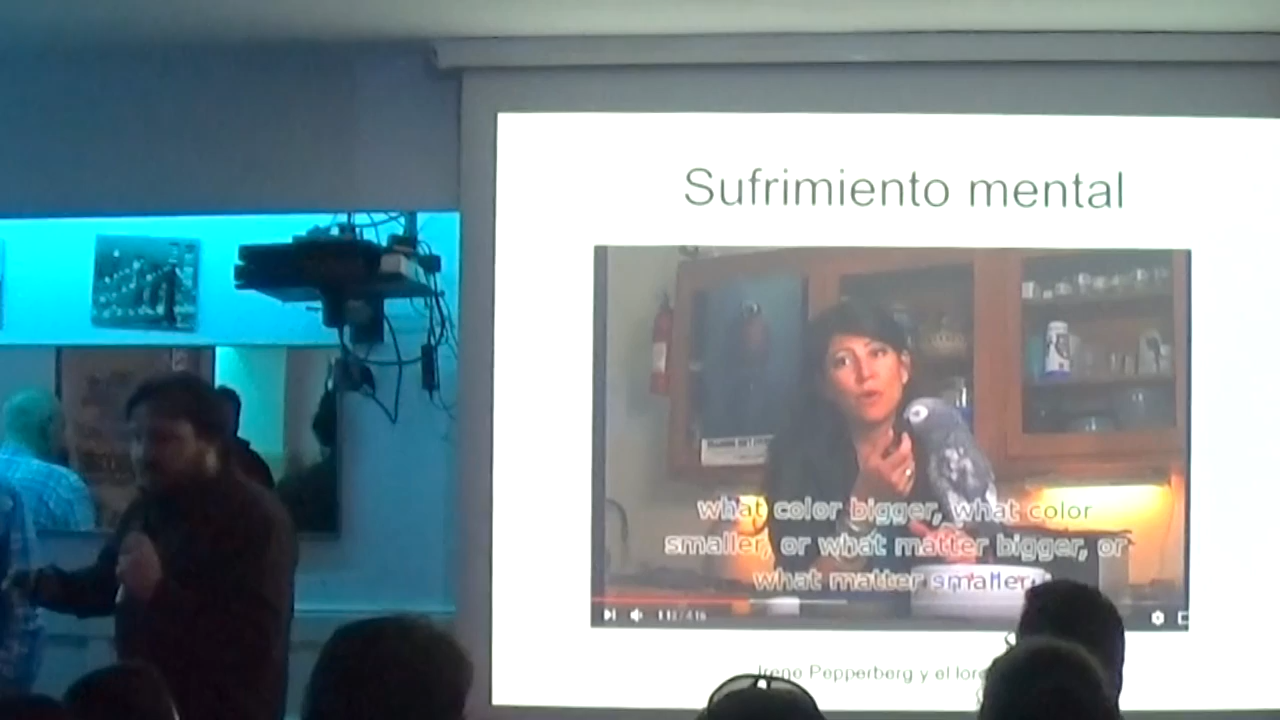 Sufrimiento mental
what color bigger, what color
smaller, or what matter bigger, or
what matter smaller,
Irene Pepperberg y el loro